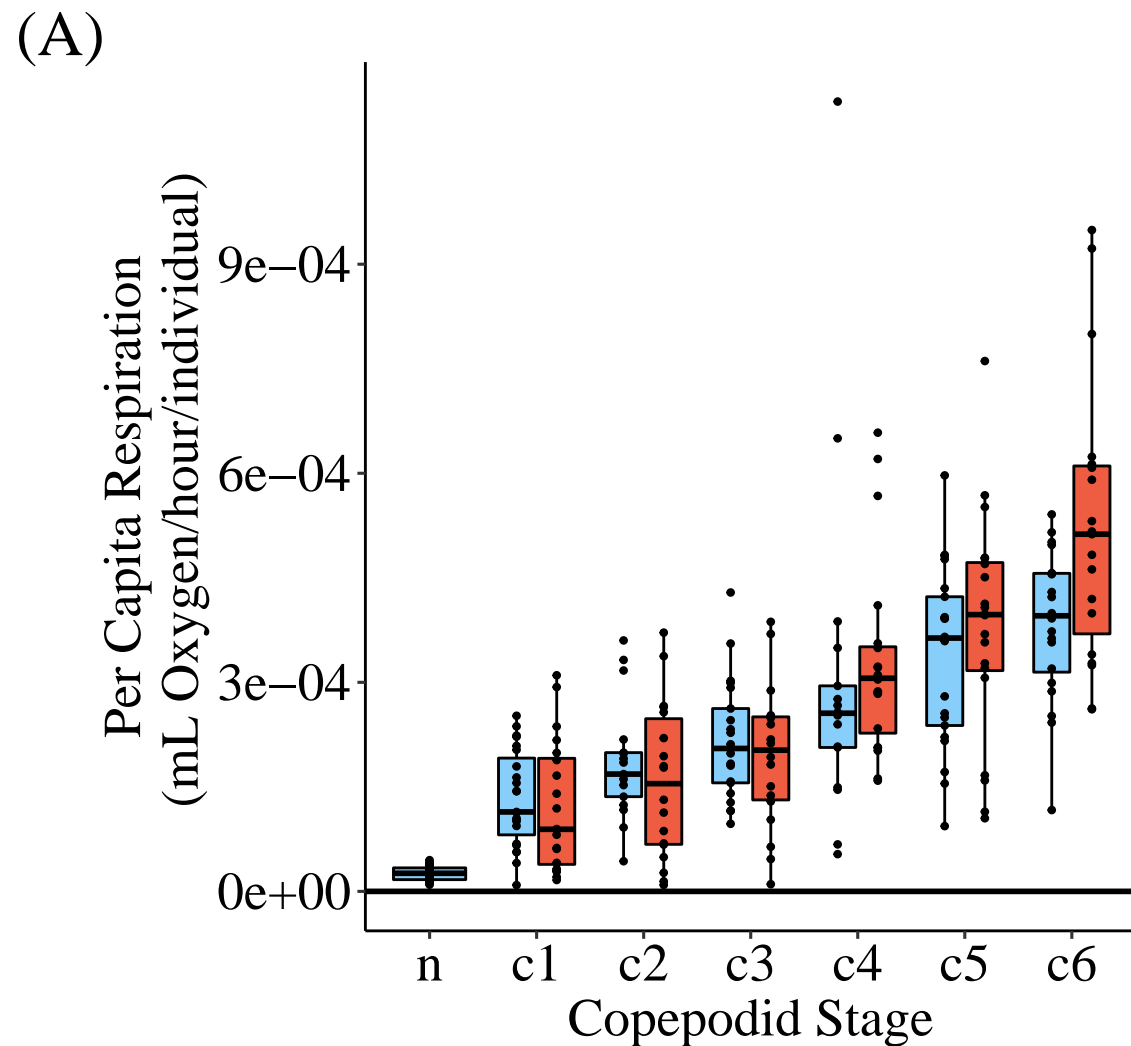 (A)
Per Capita Respiration
(mL Oxygen/hour/individual)
9e−04
6e−04
3e−04
0e+00
n c1 c2 c3 c4 c5 c6
Copepodid Stage